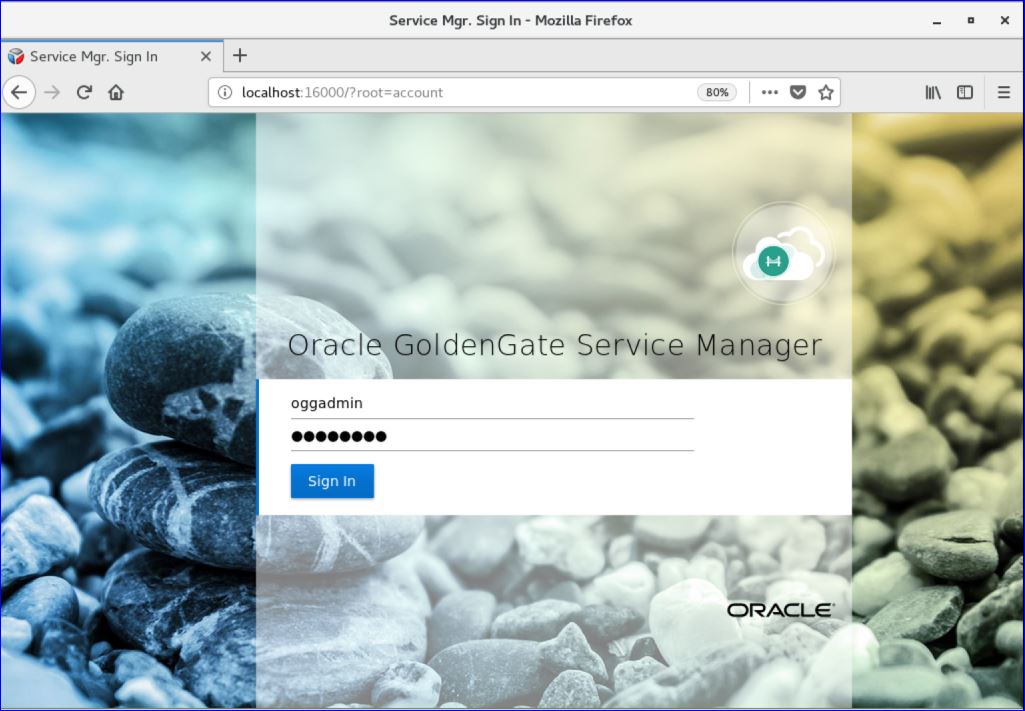 Service Mgr. Sign In - Mozilla Firefox
Service Mgr. Sign In
localhost:16000/?root=account
80%
Oracle GoldenGate Service Manager
oggadmin
●●●●●●●●
Sign In
ORACLE